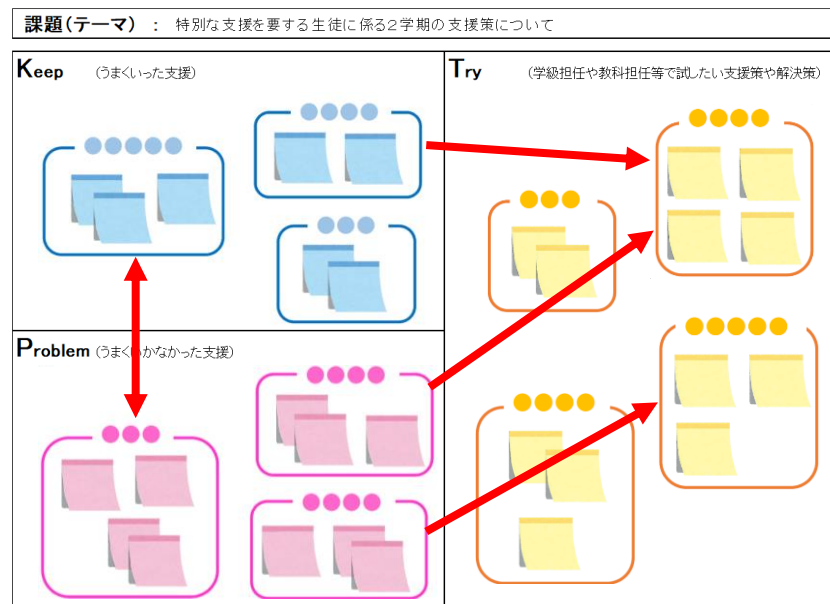 課題(テーマ) : 特別な支援を要する生徒に係る2学期の支援策について
Keep (うまくいった支援)
Try (学級担任や教科担任等で試したい支援策や解決策)
Problem (うまくいかなかった支援)